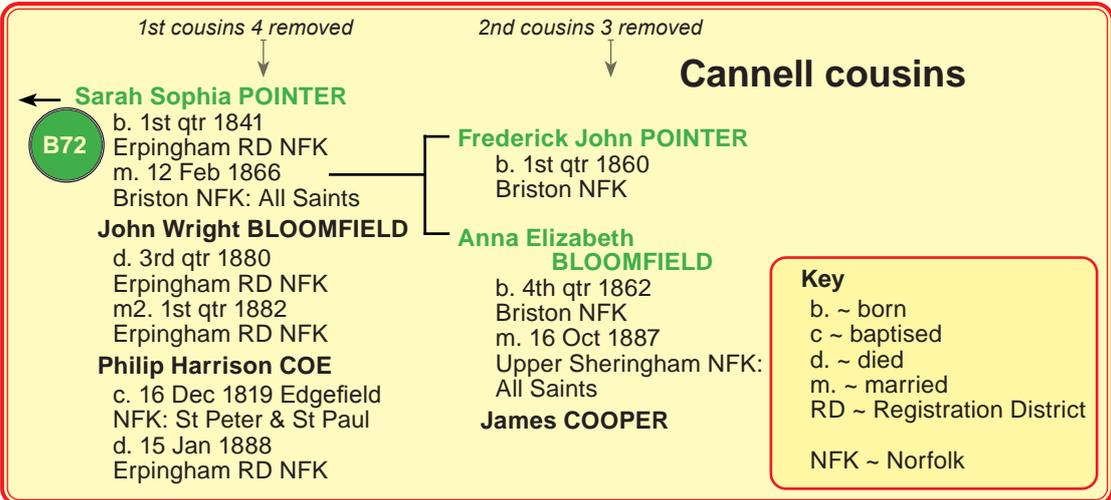 1st cousins 4 removed
2nd cousins 3 removed
Cannell cousins
Sarah Sophia POINTER
B72
b. 1st qtr 1841
Erpingham RD NFK
m. 12 Feb 1866
Briston NFK: All Saints
John Wright BLOOMFIELD
d. 3rd qtr 1880
Erpingham RD NFK
m2. 1st qtr 1882
Erpingham RD NFK
Philip Harrison COE
c. 16 Dec 1819 Edgefield
NFK: St Peter & St Paul
d. 15 Jan 1888
Erpingham RD NFK
Frederick John POINTER
b. 1st qtr 1860
Briston NFK
Anna Elizabeth
BLOOMFIELD
b. 4th qtr 1862
Briston NFK
m. 16 Oct 1887
Upper Sheringham NFK:
All Saints
James COOPER
Key
b. ~ born
c ~ baptised
d. ~ died
m. ~ married
RD ~ Registration District
NFK ~ Norfolk